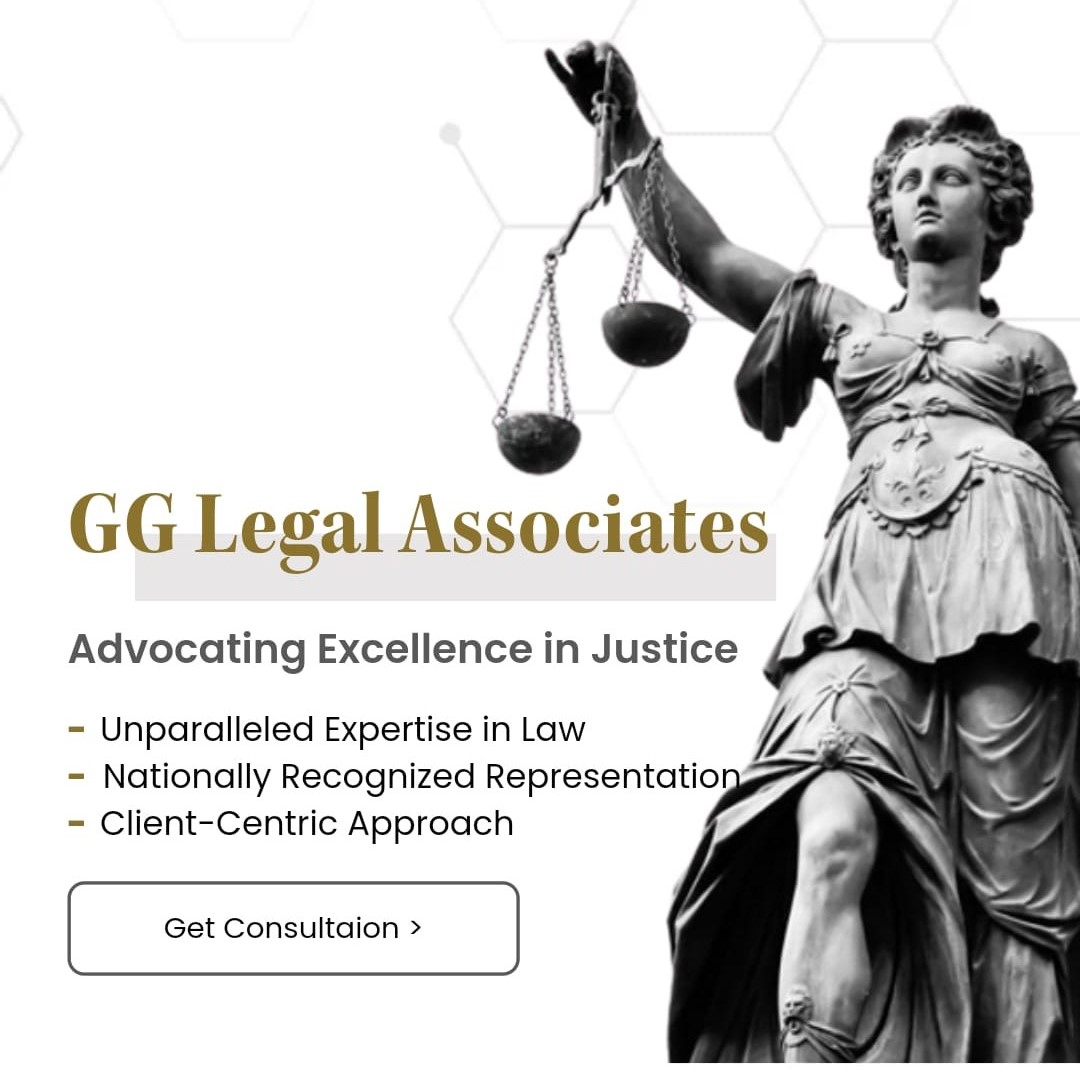 GG Legal Associates
Advocating Excellence in Justice
- Unparalleled Expertise in Law
- Nationally Recognized Representation
- Client-Centric Approach
Get Consultaion >